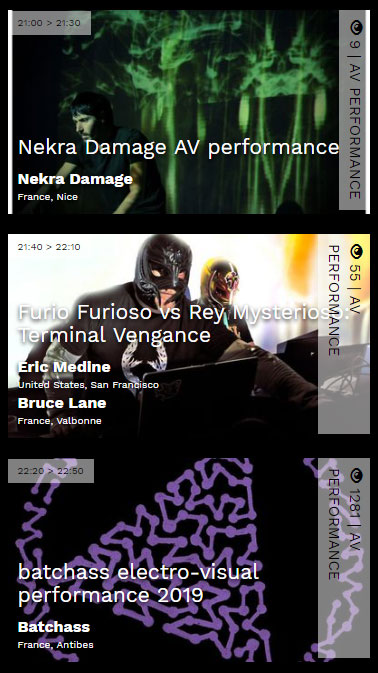 21:00 > 21:30
9 | AV PERFORMANCE
Nekra Damage AV performance
Nekra Damage
France, Nice
21:40 > 22:10
55 | AV
PERFORMANCE
Furio Furioso vs Rey Mysterioso:
Terminal Vengance
Eric Medine
United States, San Francisco
Bruce Lane
France, Valbonne
22:20 > 22:50
1281 | AV
PERFORMANCE
batchass electro-visual
performance 2019
Batchass
France, Antibes